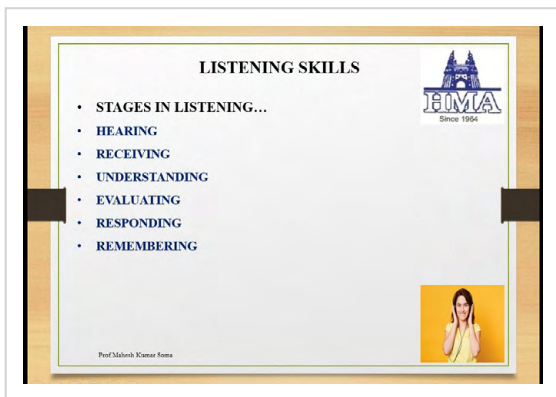 LISTENING SKILLS
HMA
Since 1964
• STAGES IN LISTENING…
• HEARING
• RECEIVING
• UNDERSTANDING
• EVALUATING
• RESPONDING
• REMEMBERING
Prof Mahesh Kumar Soma